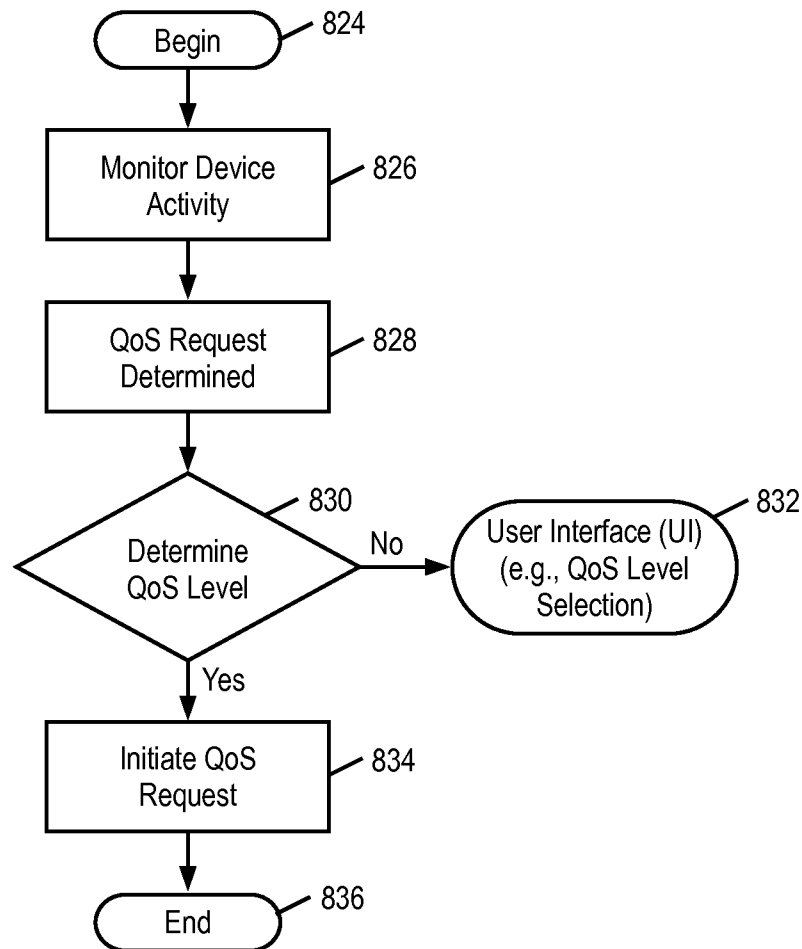 Begin
824
Monitor Device
Activity
826
QoS Request
Determined
828
Determine
QoS Level
830
No
User Interface (UI)
(e.g., QoS Level
Selection)
832
Yes
Initiate QoS
Request
834
End
836